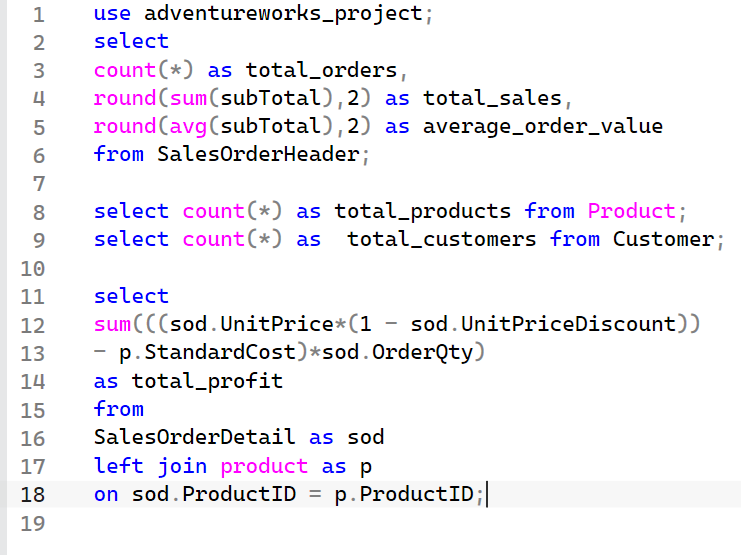 1 use adventureworks_project;
2 select
3 count(*) as total_orders,
4 round(sum(subTotal),2) as total_sales,
5 round(avg(subTotal),2) as average_order_value
6 from SalesOrderHeader;
7
8 select count(*) as total_products from Product;
9 select count(*) as  total_customers from Customer;
10
11 select
12 sum(((sod.UnitPrice*(1 - sod.UnitPriceDiscount))
13 - p.StandardCost)*sod.OrderQty)
14 as total_profit
15 from
16 SalesOrderDetail as sod
17 left join product as p
18 on sod.ProductID = p.ProductID;
19